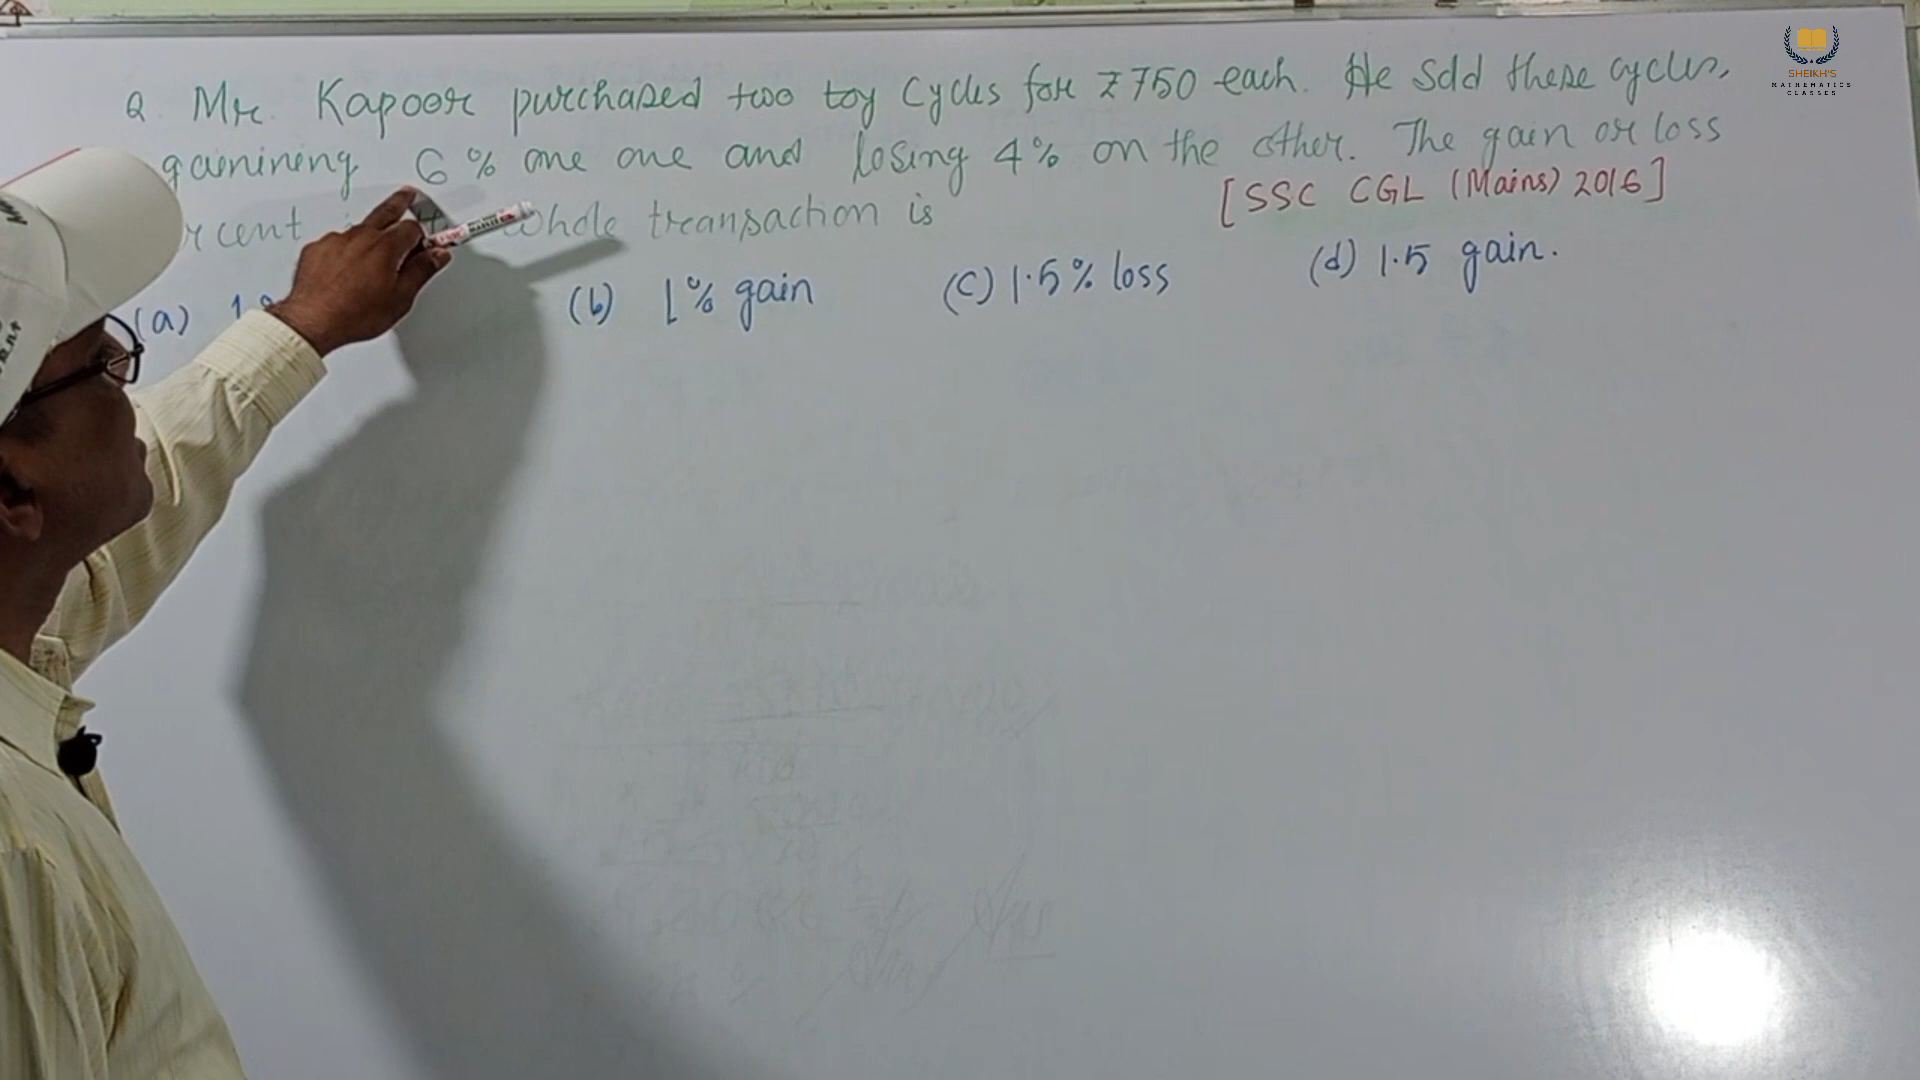 Q. Mr. Kapoor purchased two toy Cycles for ₹750 each. He sold these cycles,
gainining 6% one one and losing 4% on the other. The gain or loss
rcent whole transaction is
[SSC CGL (Mains) 2016]
(a) 1 (b) 1% gain (c) 1.5% loss (d) 1.5 gain.
SHEIKH'S
MATHEMATICS
CLASSES